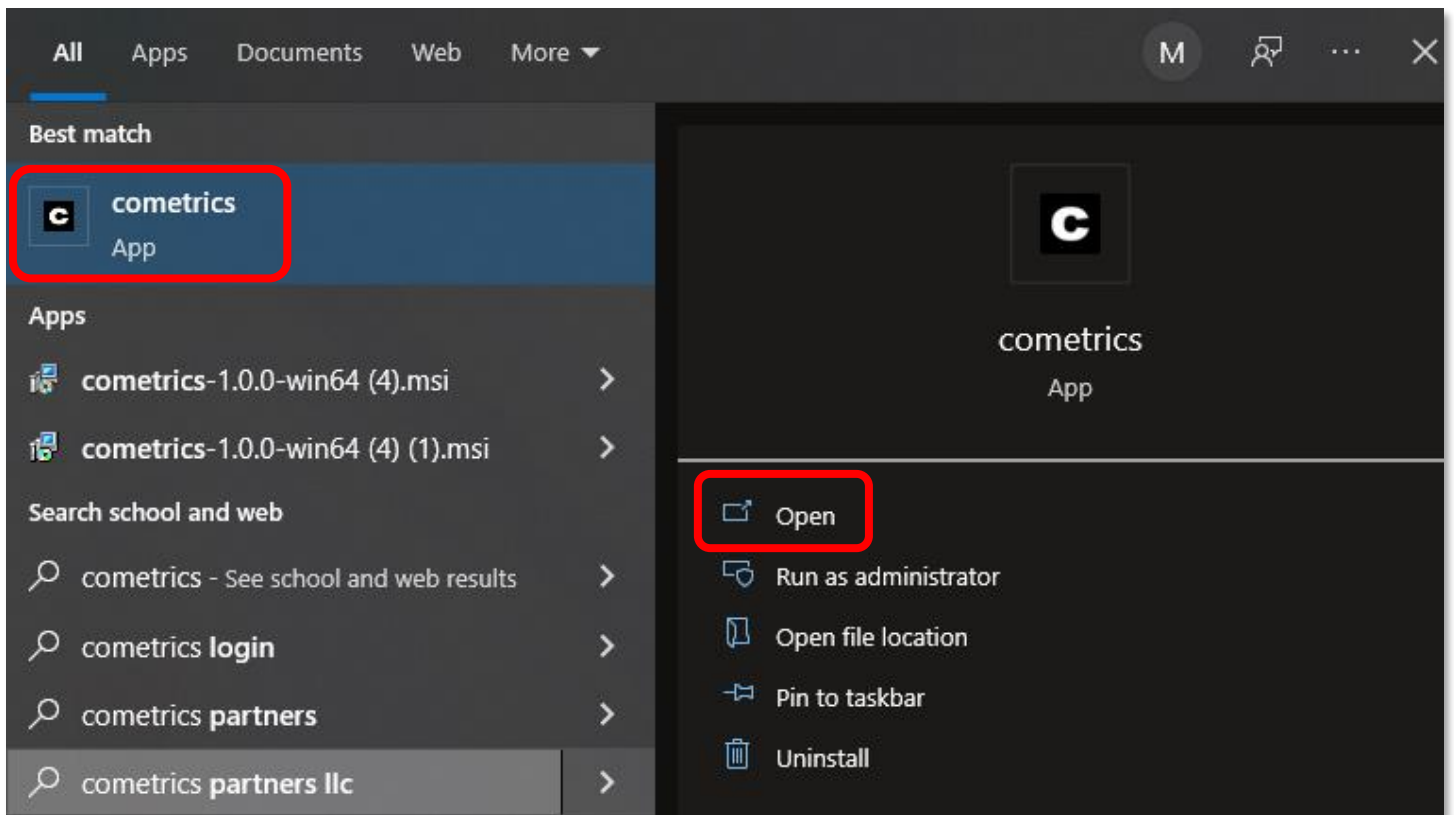 All Apps Documents Web More M
Best match
c cometrics
App
Apps
cometrics-1.0.0-win64 (4).msi
cometrics-1.0.0-win64 (4) (1).msi
Search school and web
cometrics - See school and web results
cometrics login
cometrics partners
cometrics partners llc
c
cometrics
App
Open
Run as administrator
Open file location
Pin to taskbar
Uninstall